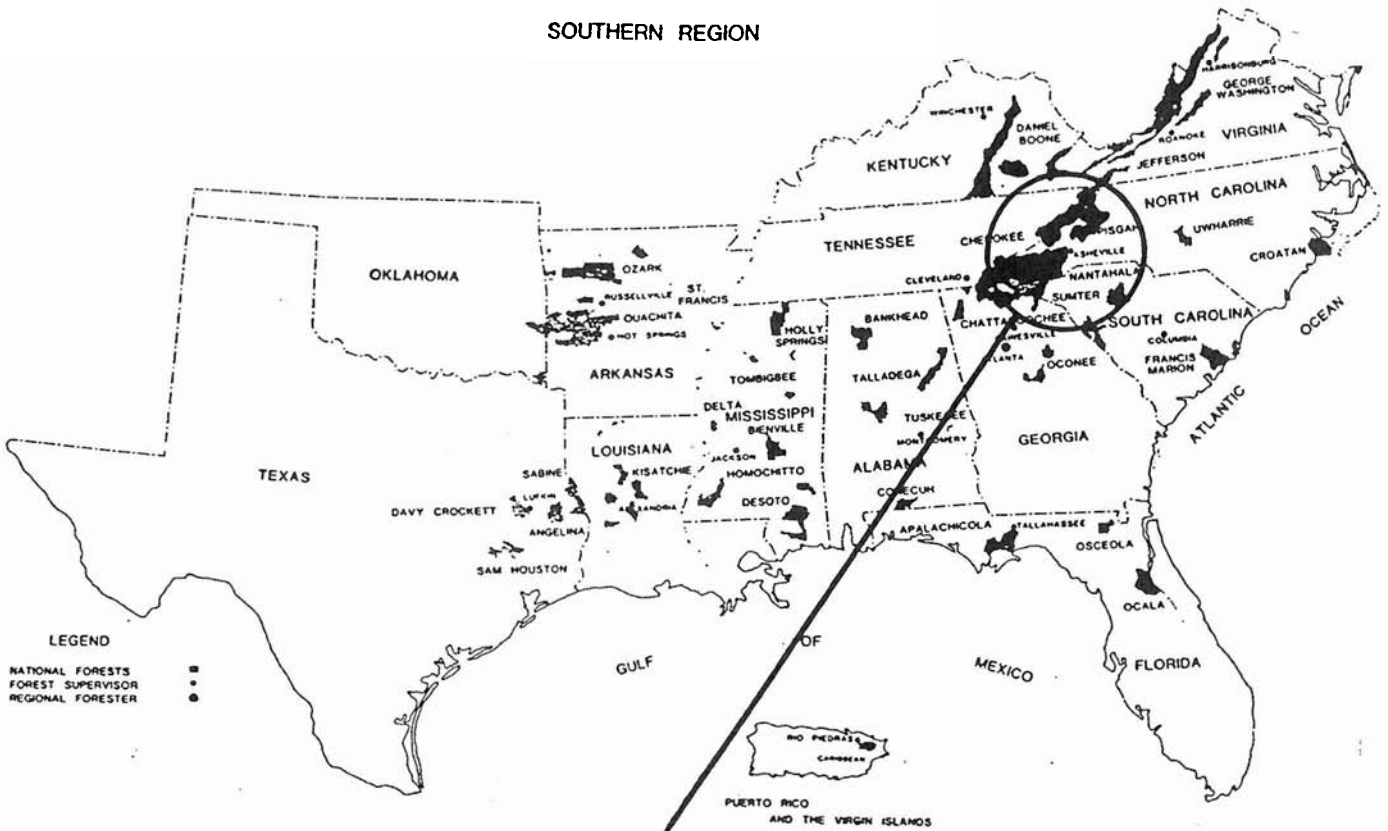 SOUTHERN REGION
HARRISONBURG
GEORGE
WASHINGTON
WINCHESTER
DANIEL
BOONE
ROANOKE
VIRGINIA
KENTUCKY
JEFFERSON
NORTH CAROLINA
TENNESSEE
CHEROKEE
PISGAH
UWHARRIE
ASHEVILLE
CROATAN
OKLAHOMA
OZARK
CLEVELAND
NANTAHALA
RUSSELLVILLE
ST.
FRANCIS
SUMTER
OUACHITA
HOT SPRINGS
HOLLY
SPRINGS
BANKHEAD
SOUTH CAROLINA
OCEAN
COLUMBIA
ARKANSAS
TOMBIGBEE
TALLADEGA
OCONEE
FRANCIS
MARION
ATLANTIC
DELTA
MISSISSIPPI
BIENVILLE
TUSKEGEE
MONTGOMERY
GEORGIA
LOUISIANA
JACKSON
TEXAS
SABINE
KISATCHIE
HOMOCHITTO
ALABAMA
LUFKIN
DAVY CROCKETT
ALEXANDRIA
DESOTO
CONECUH
ANGELINA
APALACHICOLA
TALLAHASSEE
OSCEOLA
SAM HOUSTON
OCALA
LEGEND
NATIONAL FORESTS
FOREST SUPERVISOR
REGIONAL FORESTER
GULF
OF
MEXICO
FLORIDA
RIO PIEDRAS
CARIBBEAN
PUERTO RICO
AND THE VIRGIN ISLANDS